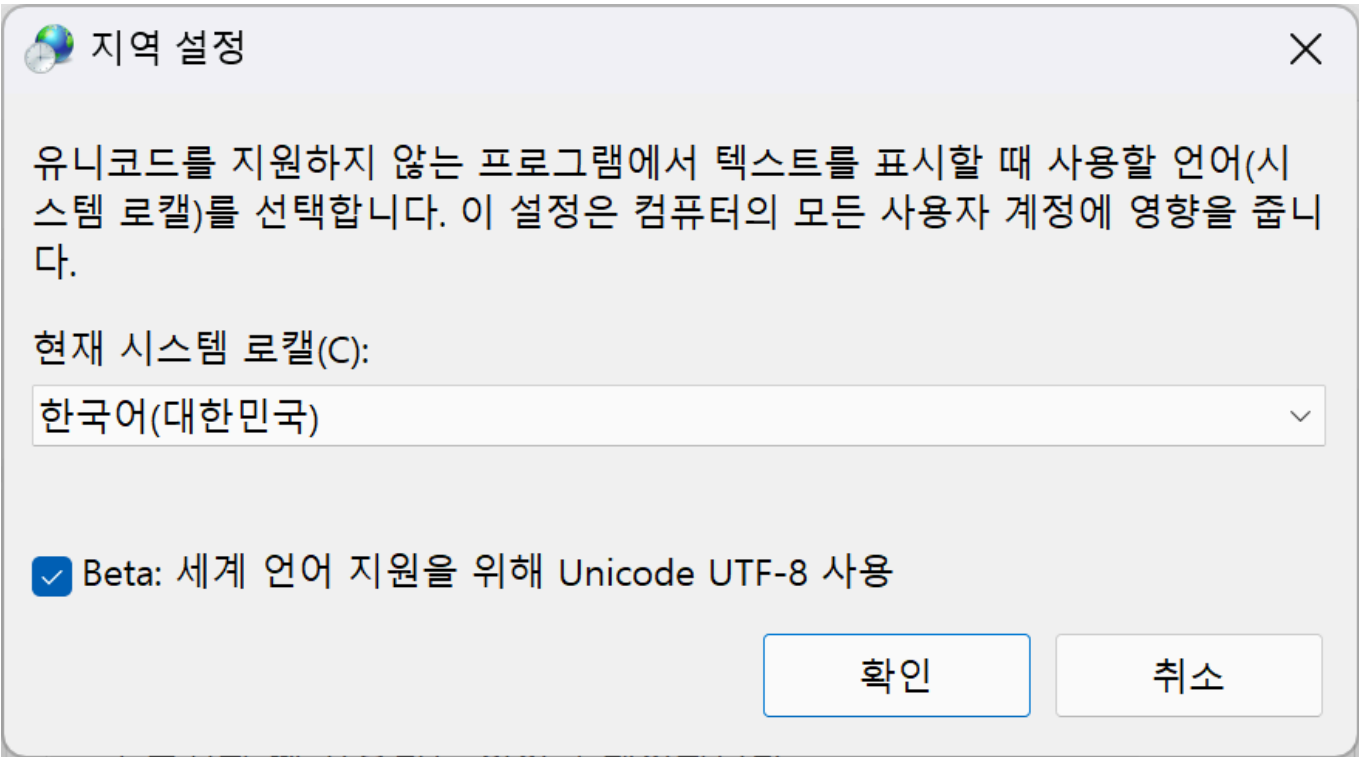 지역 설정
유니코드를 지원하지 않는 프로그램에서 텍스트를 표시할 때 사용할 언어(시
스템 로캘)를 선택합니다. 이 설정은 컴퓨터의 모든 사용자 계정에 영향을 줍니
다.
현재 시스템 로캘(C):
한국어(대한민국)
Beta: 세계 언어 지원을 위해 Unicode UTF-8 사용
확인 취소